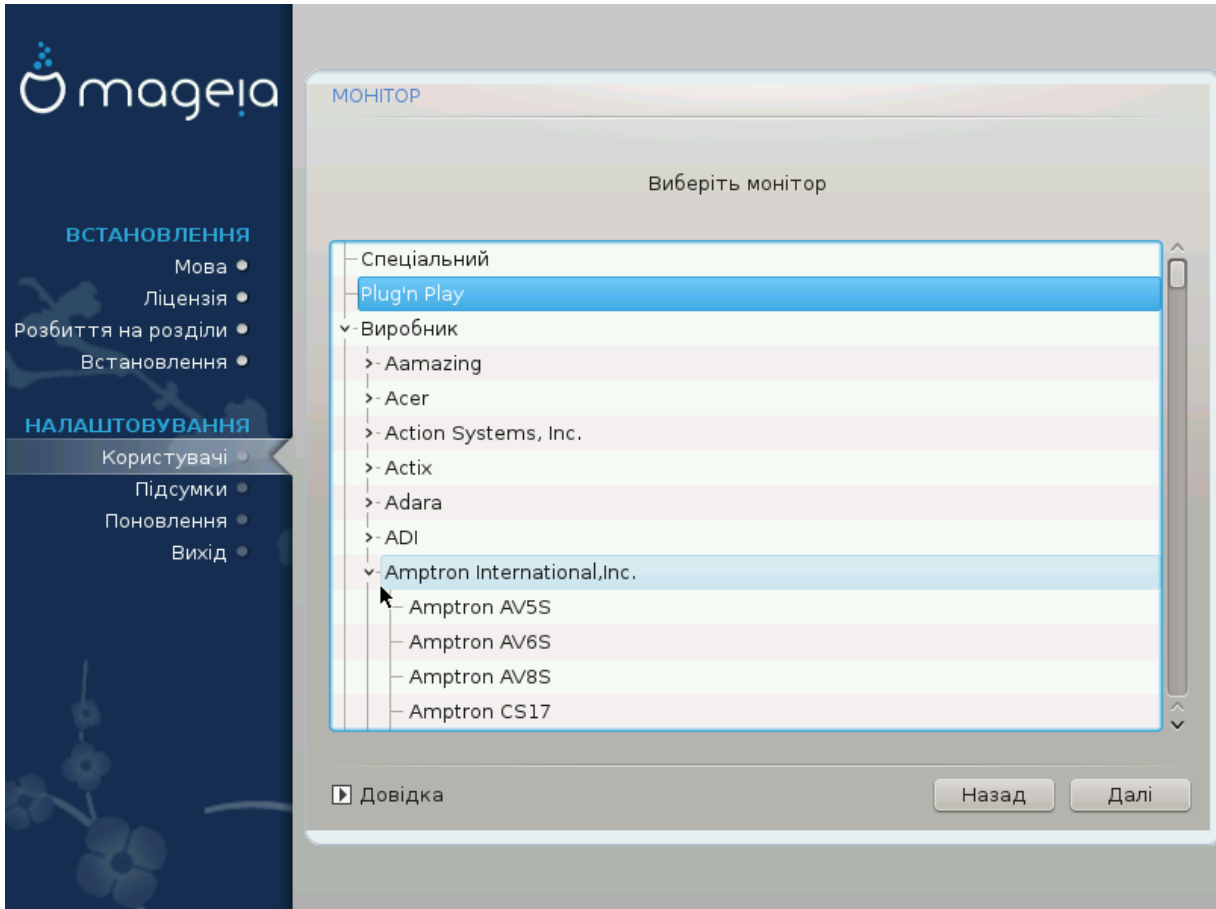 mageia
ВСТАНОВЛЕННЯ
Мова
Ліцензія
Розбиття на розділи
Встановлення
НАЛАШТОВУВАННЯ
Користувачі
Підсумки
Поновлення
Вихід
МОНІТОР
Виберіть монітор
Спеціальний
Plug'n Play
Виробник
Aamazing
Acer
Action Systems, Inc.
Actix
Adara
ADI
Amptron International,Inc.
Amptron AV5S
Amptron AV6S
Amptron AV8S
Amptron CS17
Довідка
Назад
Далі